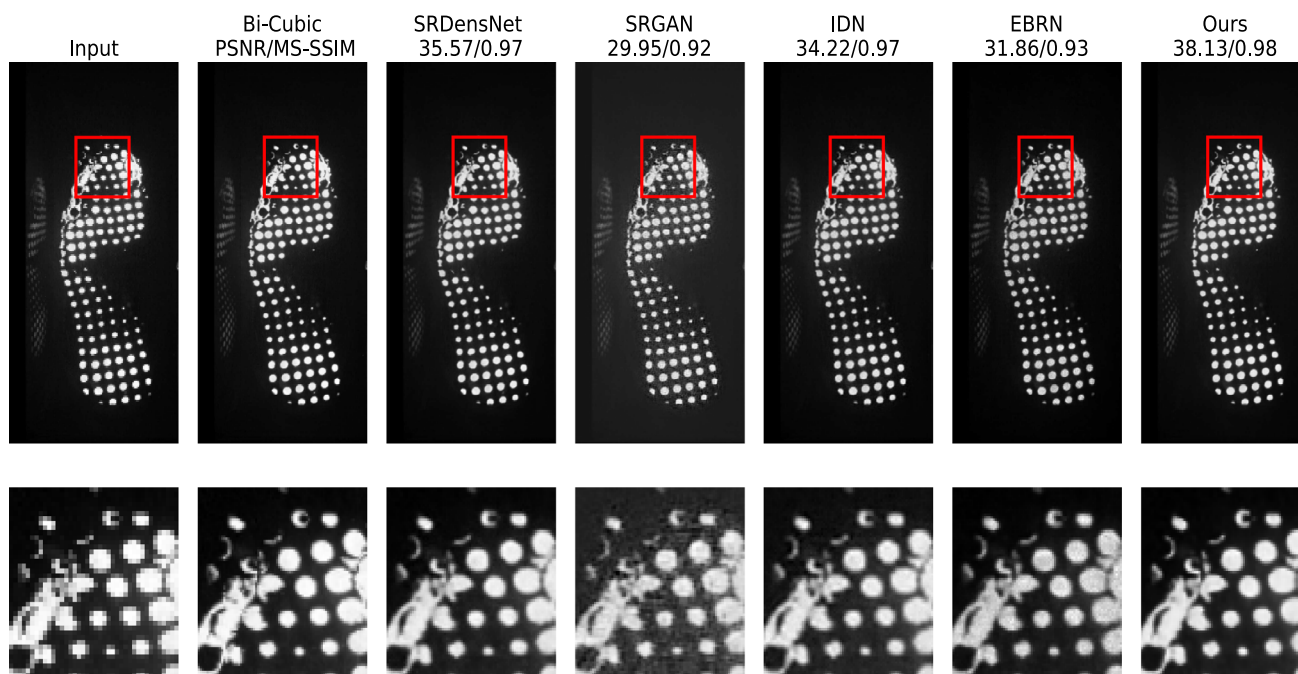 Input
Bi-Cubic
PSNR/MS-SSIM
SRDensNet
35.57/0.97
SRGAN
29.95/0.92
IDN
34.22/0.97
EBRN
31.86/0.93
Ours
38.13/0.98